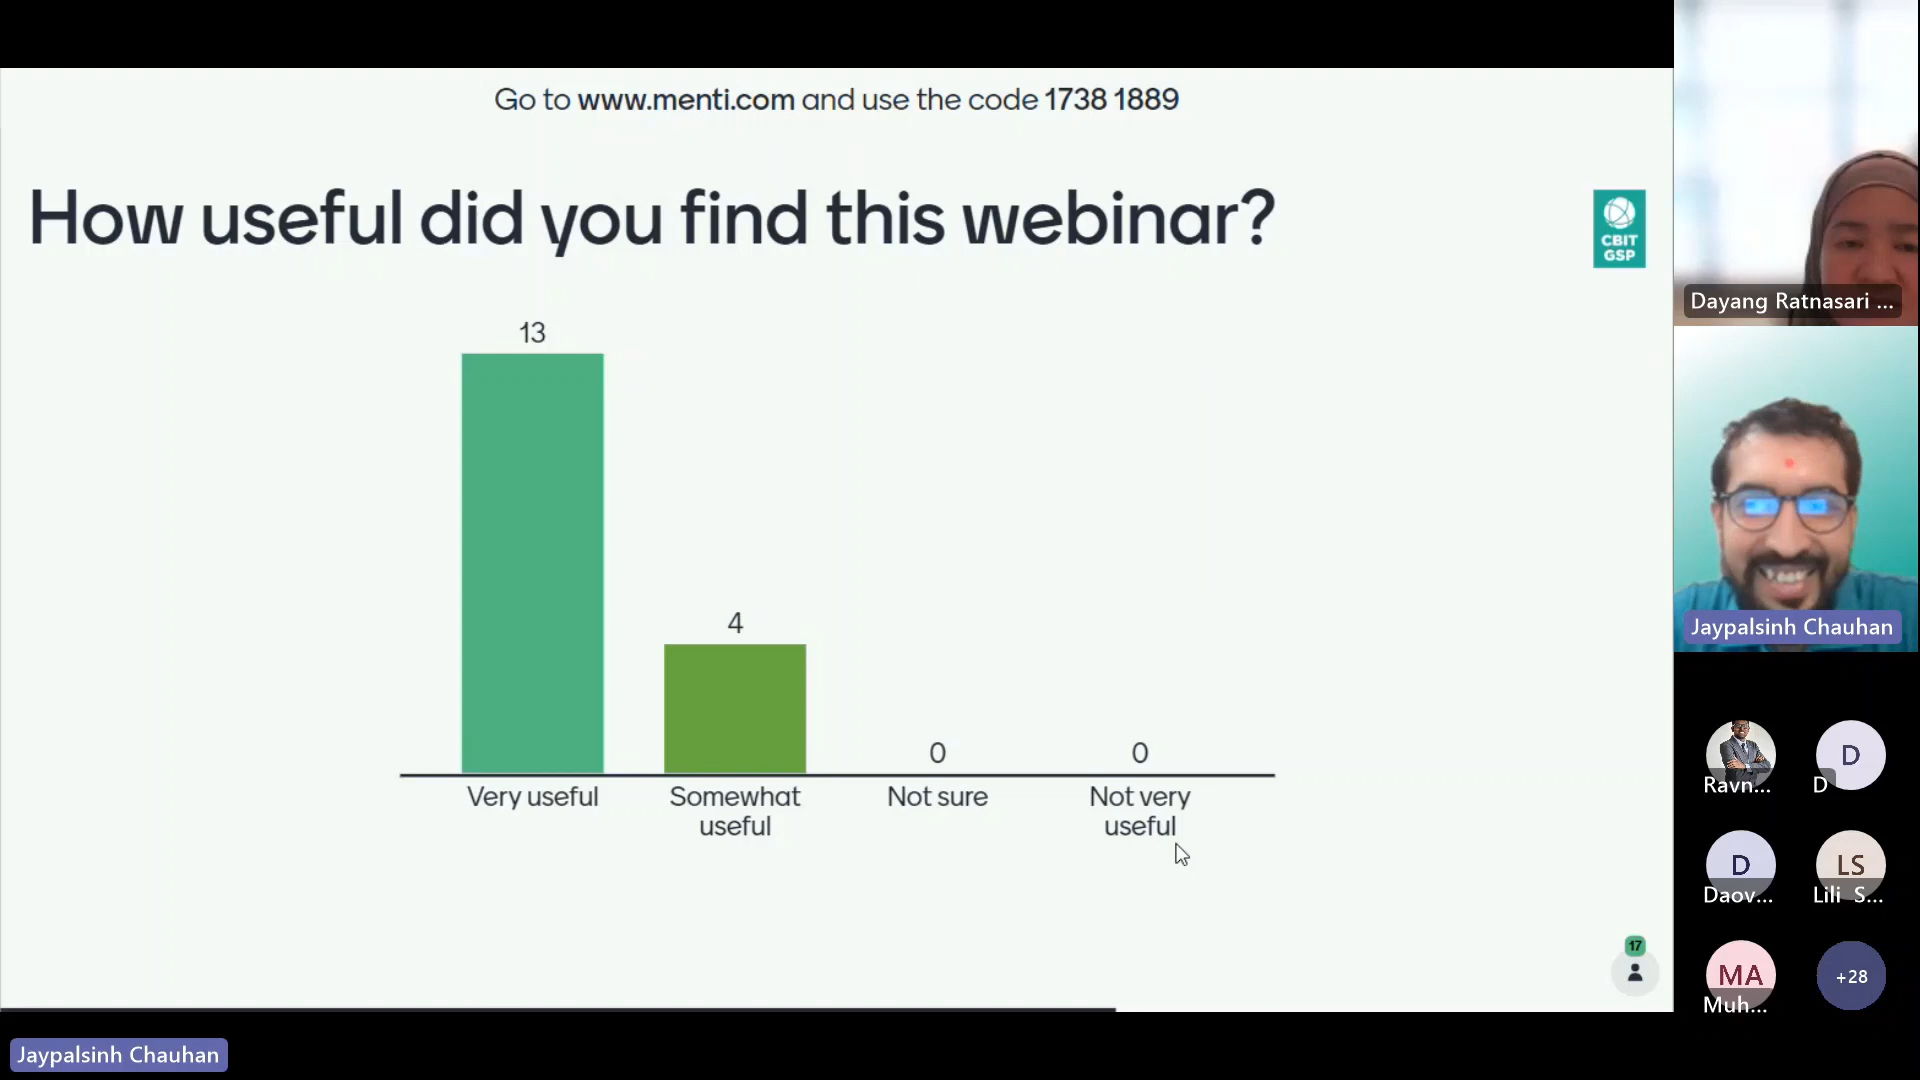 Go to www.menti.com and use the code 1738 1889
How useful did you find this webinar?
CBIT
GSP
13
4
0
0
Very useful
Somewhat
useful
Not sure
Not very
useful
17
Dayang Ratnasari ...
Jaypalsinh Chauhan
Ravn...
D
D
D
Daov...
LS
Lili S...
MA
Muh...
+28
Jaypalsinh Chauhan